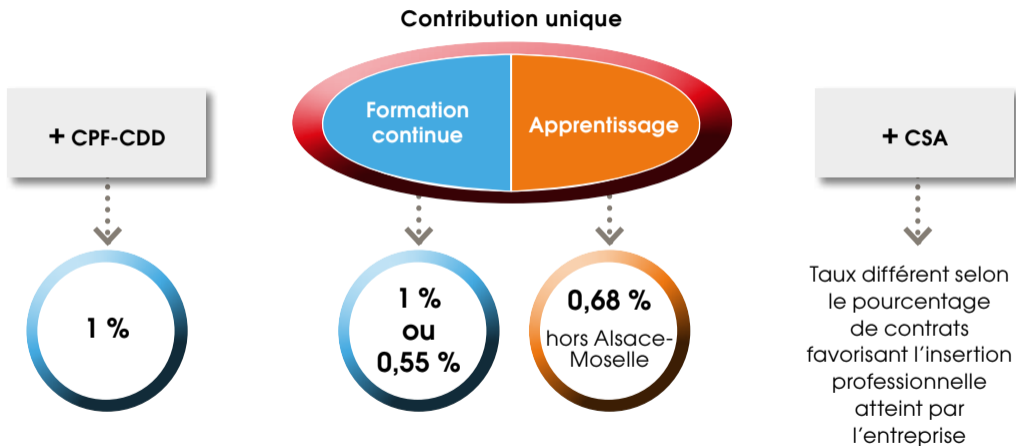 Contribution unique
+ CPF-CDD
Formation
continue
Apprentissage
+ CSA
1 %
1 %
ou
0,55 %
0,68 %
hors Alsace-
Moselle
Taux différent selon
le pourcentage
de contrats
favorisant l’insertion
professionnelle
atteint par
l’entreprise